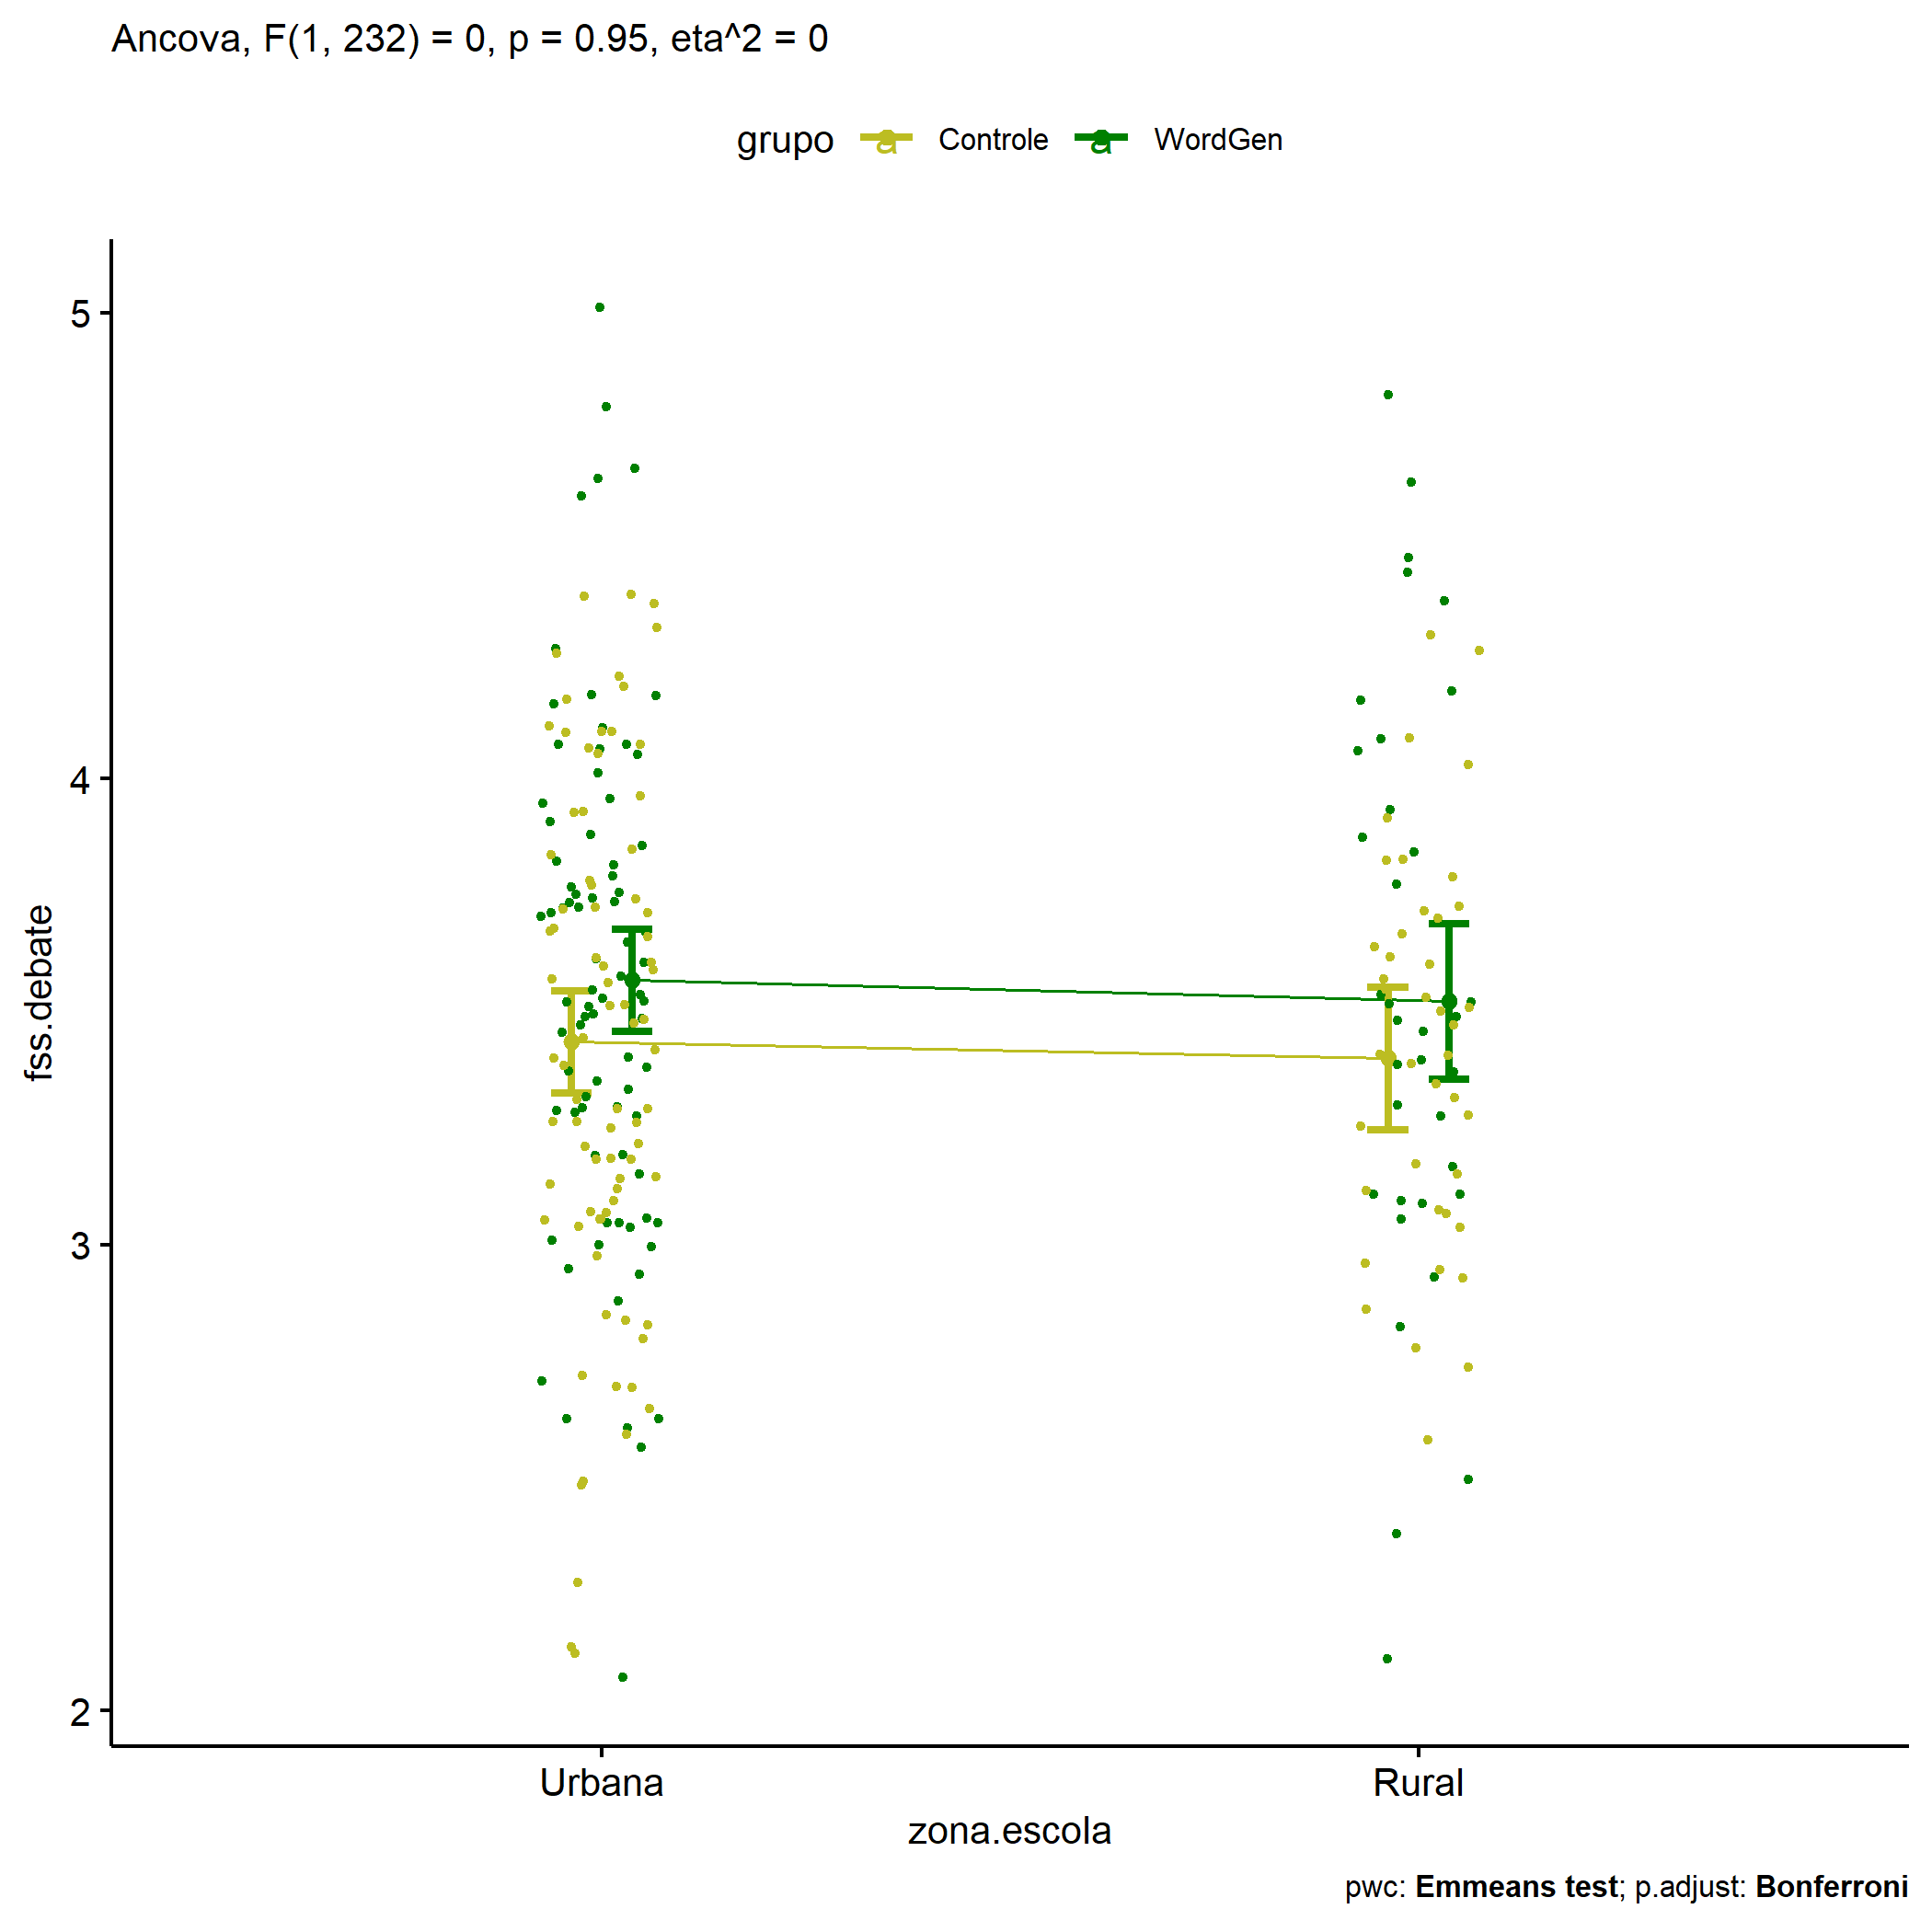 Ancova, F(1, 232) = 0, p = 0.95, eta^2 = 0
grupo a Controle a WordGen
5
4
3
2
fss.debate
Urbana Rural
zona.escola
pwc: Emmeans test; p.adjust: Bonferroni